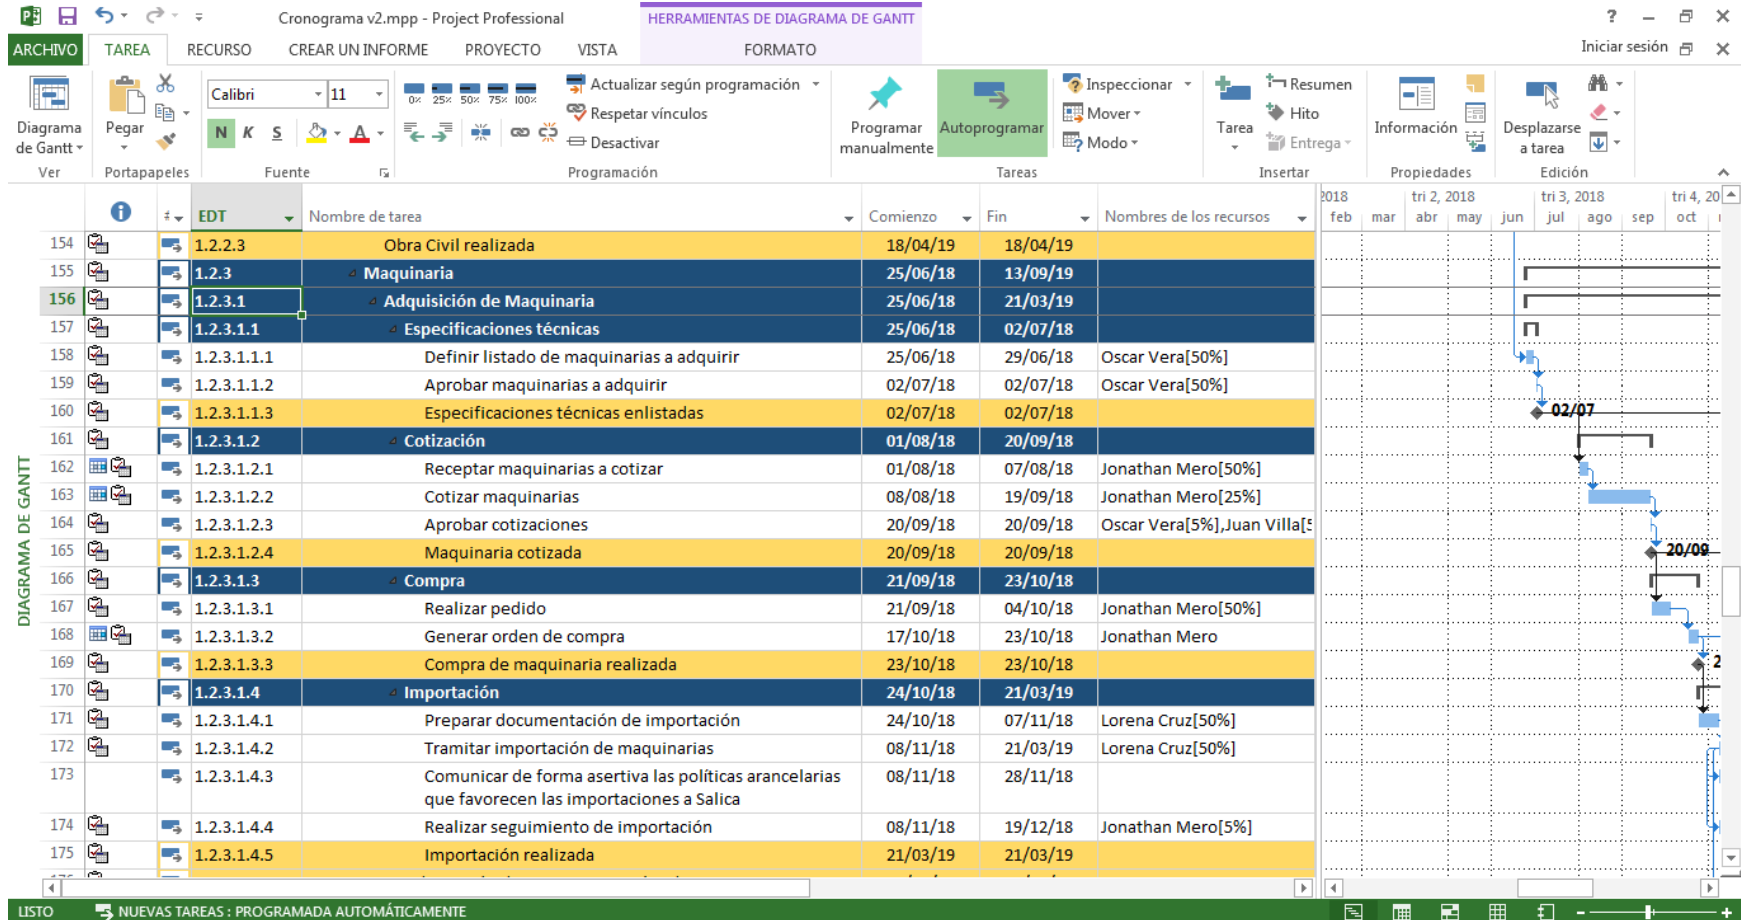 Cronograma v2.mpp - Project Professional
HERRAMIENTAS DE DIAGRAMA DE GANTT
ARCHIVO TAREA RECURSO CREAR UN INFORME PROYECTO VISTA FORMATO Iniciar sesión
Diagrama de Gantt
Ver
Pegar
Portapapeles
Calibri 11
N K S A
Fuente
0% 25% 50% 75% 100%
Actualizar según programación
Respetar vínculos
Desactivar
Programación
Programar manualmente
Autoprogramar
Inspeccionar
Mover
Modo
Tareas
Tarea
Resumen
Hito
Entrega
Insertar
Información
Propiedades
Desplazarse a tarea
Edición
EDT Nombre de tarea Comienzo Fin Nombres de los recursos
2018 tri 2, 2018 tri 3, 2018 tri 4, 20
feb mar abr may jun jul ago sep oct
154 1.2.2.3 Obra Civil realizada 18/04/19 18/04/19
155 1.2.3 Maquinaria 25/06/18 13/09/19
156 1.2.3.1 Adquisición de Maquinaria 25/06/18 21/03/19
157 1.2.3.1.1 Especificaciones técnicas 25/06/18 02/07/18
158 1.2.3.1.1.1 Definir listado de maquinarias a adquirir 25/06/18 29/06/18 Oscar Vera[50%]
159 1.2.3.1.1.2 Aprobar maquinarias a adquirir 02/07/18 02/07/18 Oscar Vera[50%]
160 1.2.3.1.1.3 Especificaciones técnicas enlistadas 02/07/18 02/07/18 02/07
161 1.2.3.1.2 Cotización 01/08/18 20/09/18
162 1.2.3.1.2.1 Receptar maquinarias a cotizar 01/08/18 07/08/18 Jonathan Mero[50%]
163 1.2.3.1.2.2 Cotizar maquinarias 08/08/18 19/09/18 Jonathan Mero[25%]
164 1.2.3.1.2.3 Aprobar cotizaciones 20/09/18 20/09/18 Oscar Vera[5%],Juan Villa[5
165 1.2.3.1.2.4 Maquinaria cotizada 20/09/18 20/09/18 20/09
166 1.2.3.1.3 Compra 21/09/18 23/10/18
167 1.2.3.1.3.1 Realizar pedido 21/09/18 04/10/18 Jonathan Mero[50%]
168 1.2.3.1.3.2 Generar orden de compra 17/10/18 23/10/18 Jonathan Mero
169 1.2.3.1.3.3 Compra de maquinaria realizada 23/10/18 23/10/18 2
170 1.2.3.1.4 Importación 24/10/18 21/03/19
171 1.2.3.1.4.1 Preparar documentación de importación 24/10/18 07/11/18 Lorena Cruz[50%]
172 1.2.3.1.4.2 Tramitar importación de maquinarias 08/11/18 21/03/19 Lorena Cruz[50%]
173 1.2.3.1.4.3 Comunicar de forma asertiva las políticas arancelarias 08/11/18 28/11/18
que favorecen las importaciones a Salica
174 1.2.3.1.4.4 Realizar seguimiento de importación 08/11/18 19/12/18 Jonathan Mero[5%]
175 1.2.3.1.4.5 Importación realizada 21/03/19 21/03/19
DIAGRAMA DE GANTT
LISTO NUEVAS TAREAS : PROGRAMADA AUTOMÁTICAMENTE